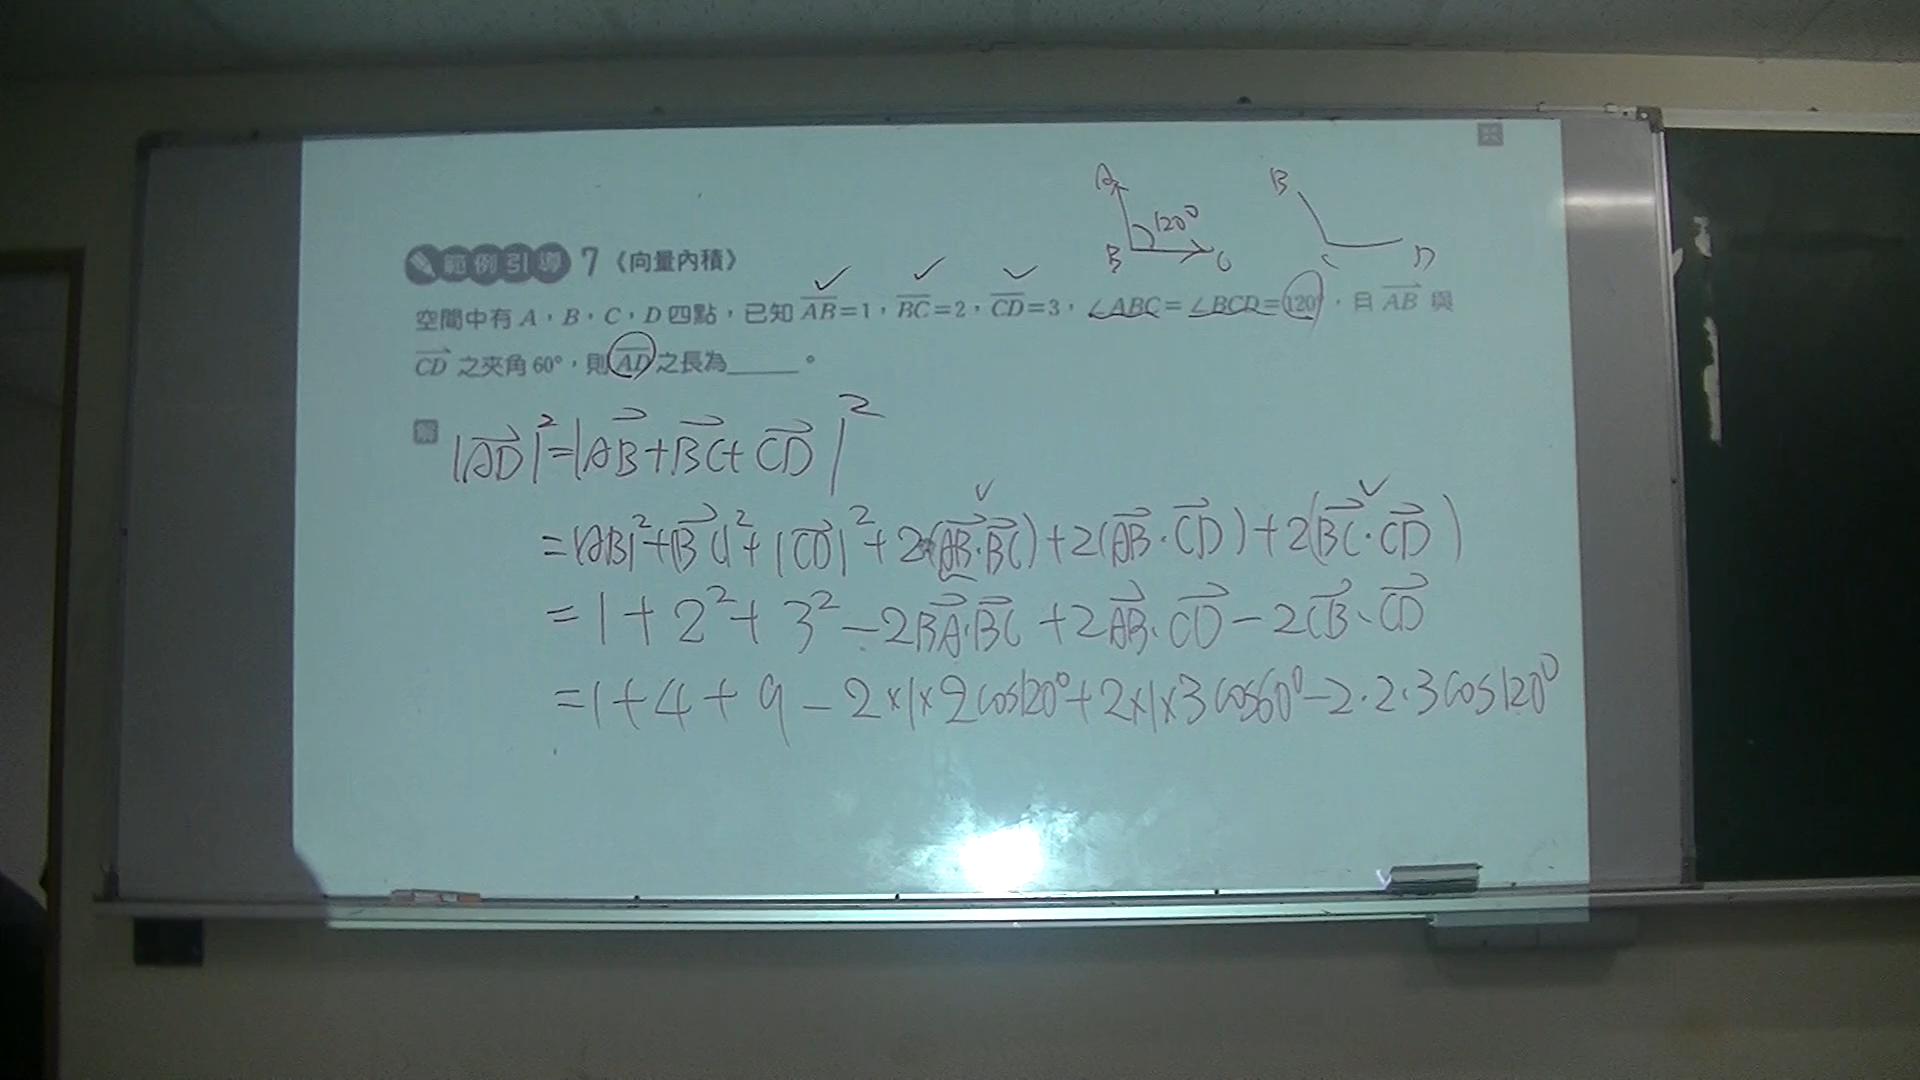 範例引導 7《向量內積》
空間中有 A，B，C，D 四點，已知 AB=1，BC=2，CD=3，∠ABC=∠BCD=120°，且 AB 與
CD 之夾角 60°，則 AD 之長為_____。
A
B
C
120°
B
C
D
解
|AD|²=|AB+BC+CD|²
=|AB|²+|BC|²+|CD|²+2(AB·BC)+2(AB·CD)+2(BC·CD)
=1+2²+3²-2BA·BC+2AB·CD-2CB·CD
=1+4+9-2×1×2cos120°+2×1×3cos60°-2·2·3cos120°